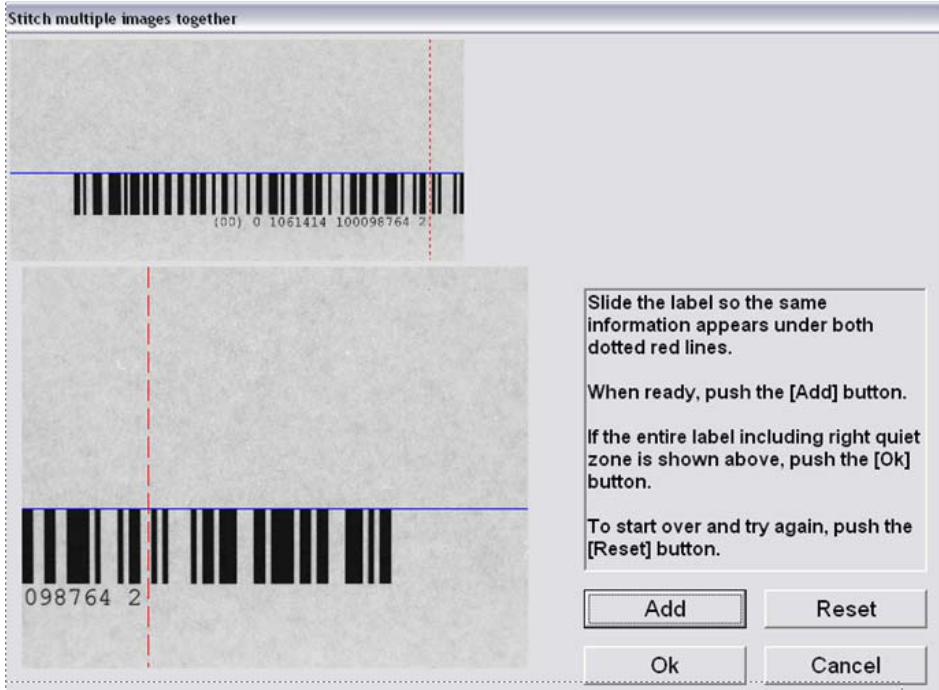 Stitch multiple images together
(00) 0 1061414 100098764 2
098764 2
Slide the label so the same
information appears under both
dotted red lines.
When ready, push the [Add] button.
If the entire label including right quiet
zone is shown above, push the [Ok]
button.
To start over and try again, push the
[Reset] button.
Add
Reset
Ok
Cancel